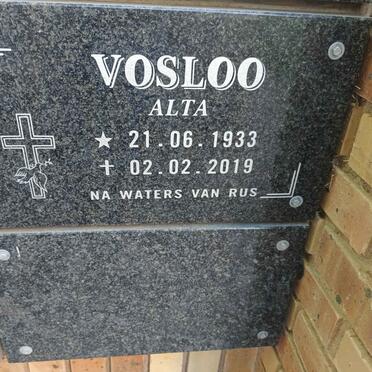 VOSLOO
ALTA
★ 21.06.1933
✝ 02.02.2019
NA WATERS VAN RUS